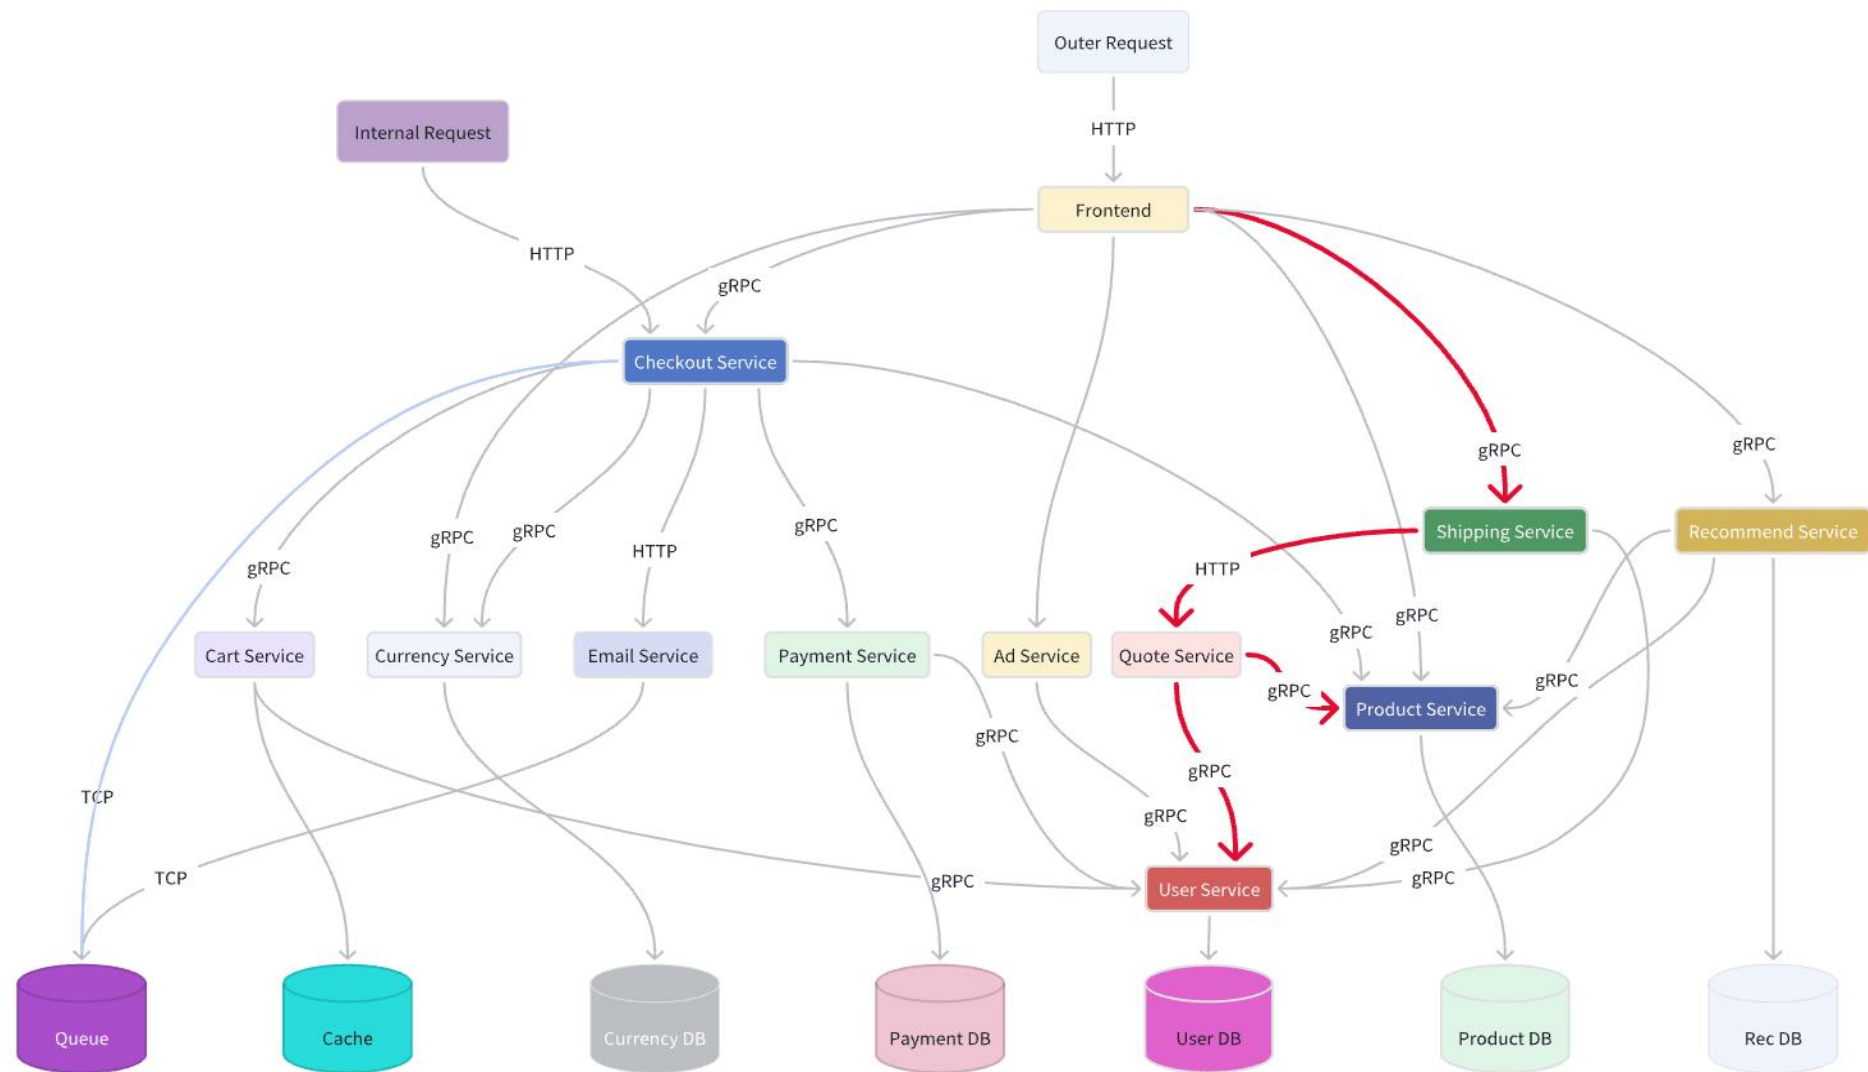 Outer Request
Internal Request
HTTP
Frontend
HTTP
gRPC
Checkout Service
gRPC
gRPC
Shipping Service
Recommend Service
gRPC
gRPC
gRPC
HTTP
gRPC
HTTP
gRPC
gRPC
Cart Service
Currency Service
Email Service
Payment Service
Ad Service
Quote Service
gRPC
gRPC
gRPC
Product Service
gRPC
gRPC
TCP
gRPC
gRPC
TCP
gRPC
gRPC
User Service
Queue
Cache
Currency DB
Payment DB
User DB
Product DB
Rec DB